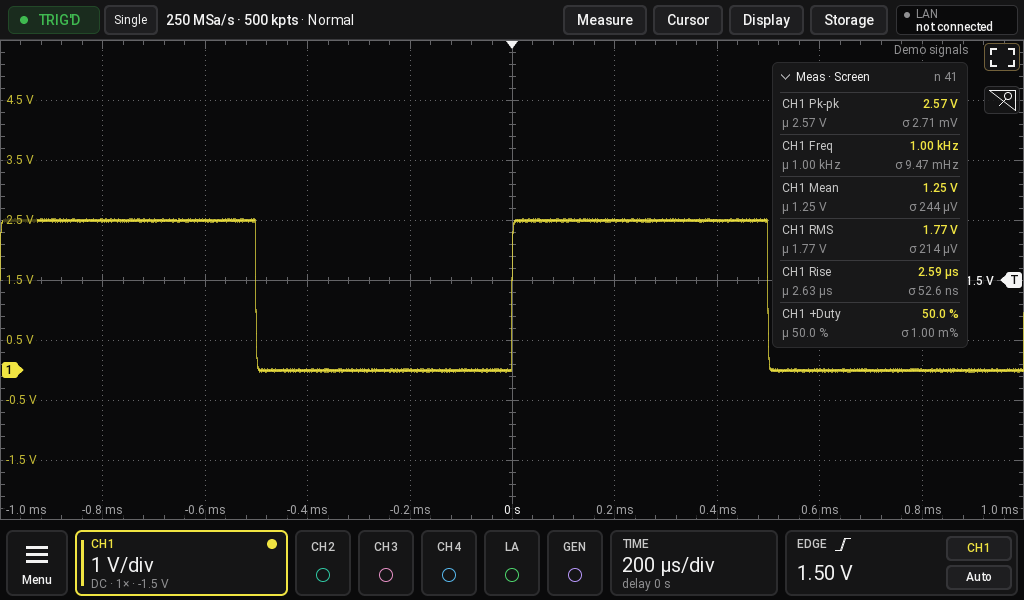 TRIG'D Single 250 MSa/s · 500 kpts · Normal Measure Cursor Display Storage LAN
not connected
Demo signals
Meas · Screen n 41
CH1 Pk-pk 2.57 V
µ 2.57 V σ 2.71 mV
CH1 Freq 1.00 kHz
µ 1.00 kHz σ 9.47 mHz
CH1 Mean 1.25 V
µ 1.25 V σ 244 µV
CH1 RMS 1.77 V
µ 1.77 V σ 214 µV
CH1 Rise 2.59 µs
µ 2.63 µs σ 52.6 ns
CH1 +Duty 50.0 %
µ 50.0 % σ 1.00 m%
4.5 V
3.5 V
2.5 V
1.5 V
1.5 V T
0.5 V
1
-0.5 V
-1.5 V
-1.0 ms -0.8 ms -0.6 ms -0.4 ms -0.2 ms 0 s 0.2 ms 0.4 ms 0.6 ms 0.8 ms 1.0 ms
Menu
CH1
1 V/div
DC · 1× · -1.5 V
CH2
CH3
CH4
LA
GEN
TIME
200 µs/div
delay 0 s
EDGE
1.50 V
CH1
Auto